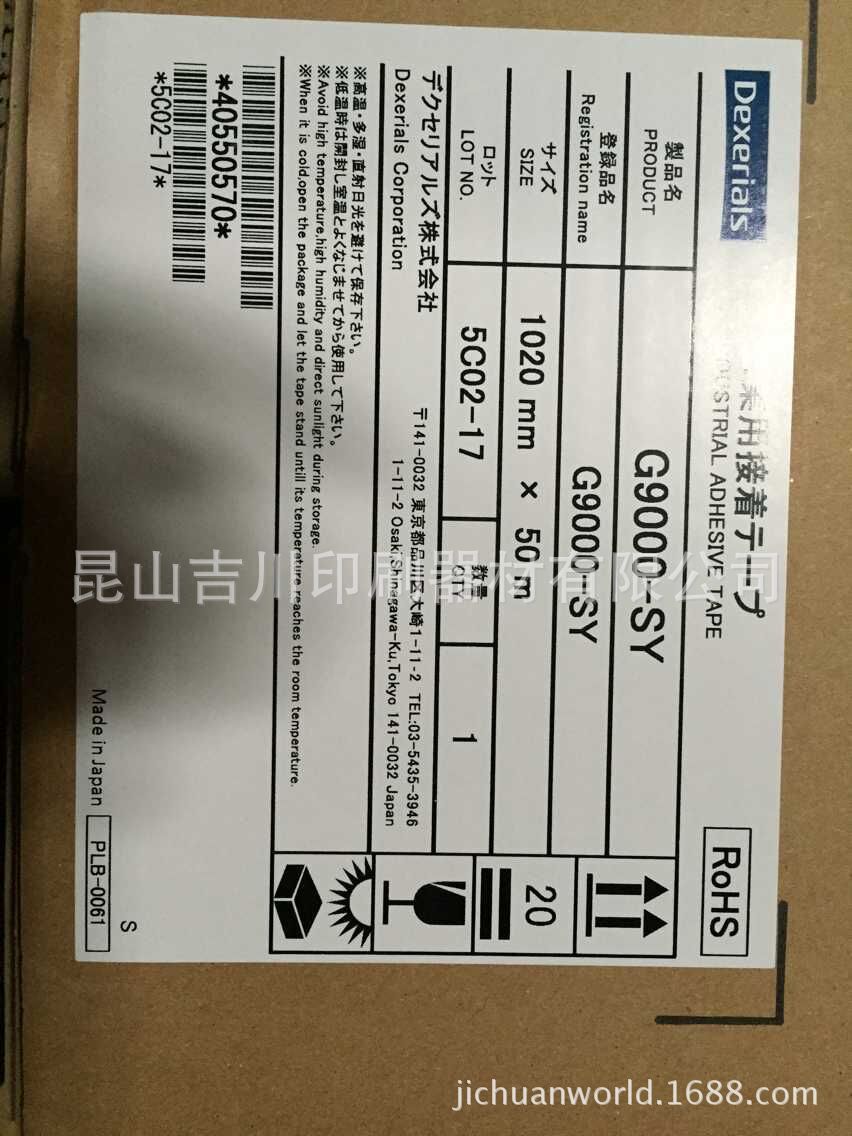 Dexerials
業用接着テープ
USTRIAL ADHESIVE TAPE
RoHS
製品名
PRODUCT
G9000-SY
登録品名
Registration name
G9000-SY
サイズ
SIZE
1020 mm × 50 m
20
ロット
LOT NO.
5C02-17
数量
QTY
1
デクセリアルズ株式会社
Dexerials Corporation
〒141-0032 東京都品川区大崎1-11-2 TEL:03-5435-3946
1-11-2 Osaki,Shinagawa-Ku,Tokyo 141-0032 Japan
※高温・多湿・直射日光を避けて保存下さい。
※低温時は開封し室温とよくなじませてから使用して下さい。
※Avoid high temperature,high humidity and direct sunlight during storage.
※When it is cold,open the package and let the tape stand untill its temperature reaches the room temperature.
*40550570*
*5C02-17*
Made in Japan
PLB-0061
S
昆山吉川印刷器材有限公司
jichuanworld.1688.com